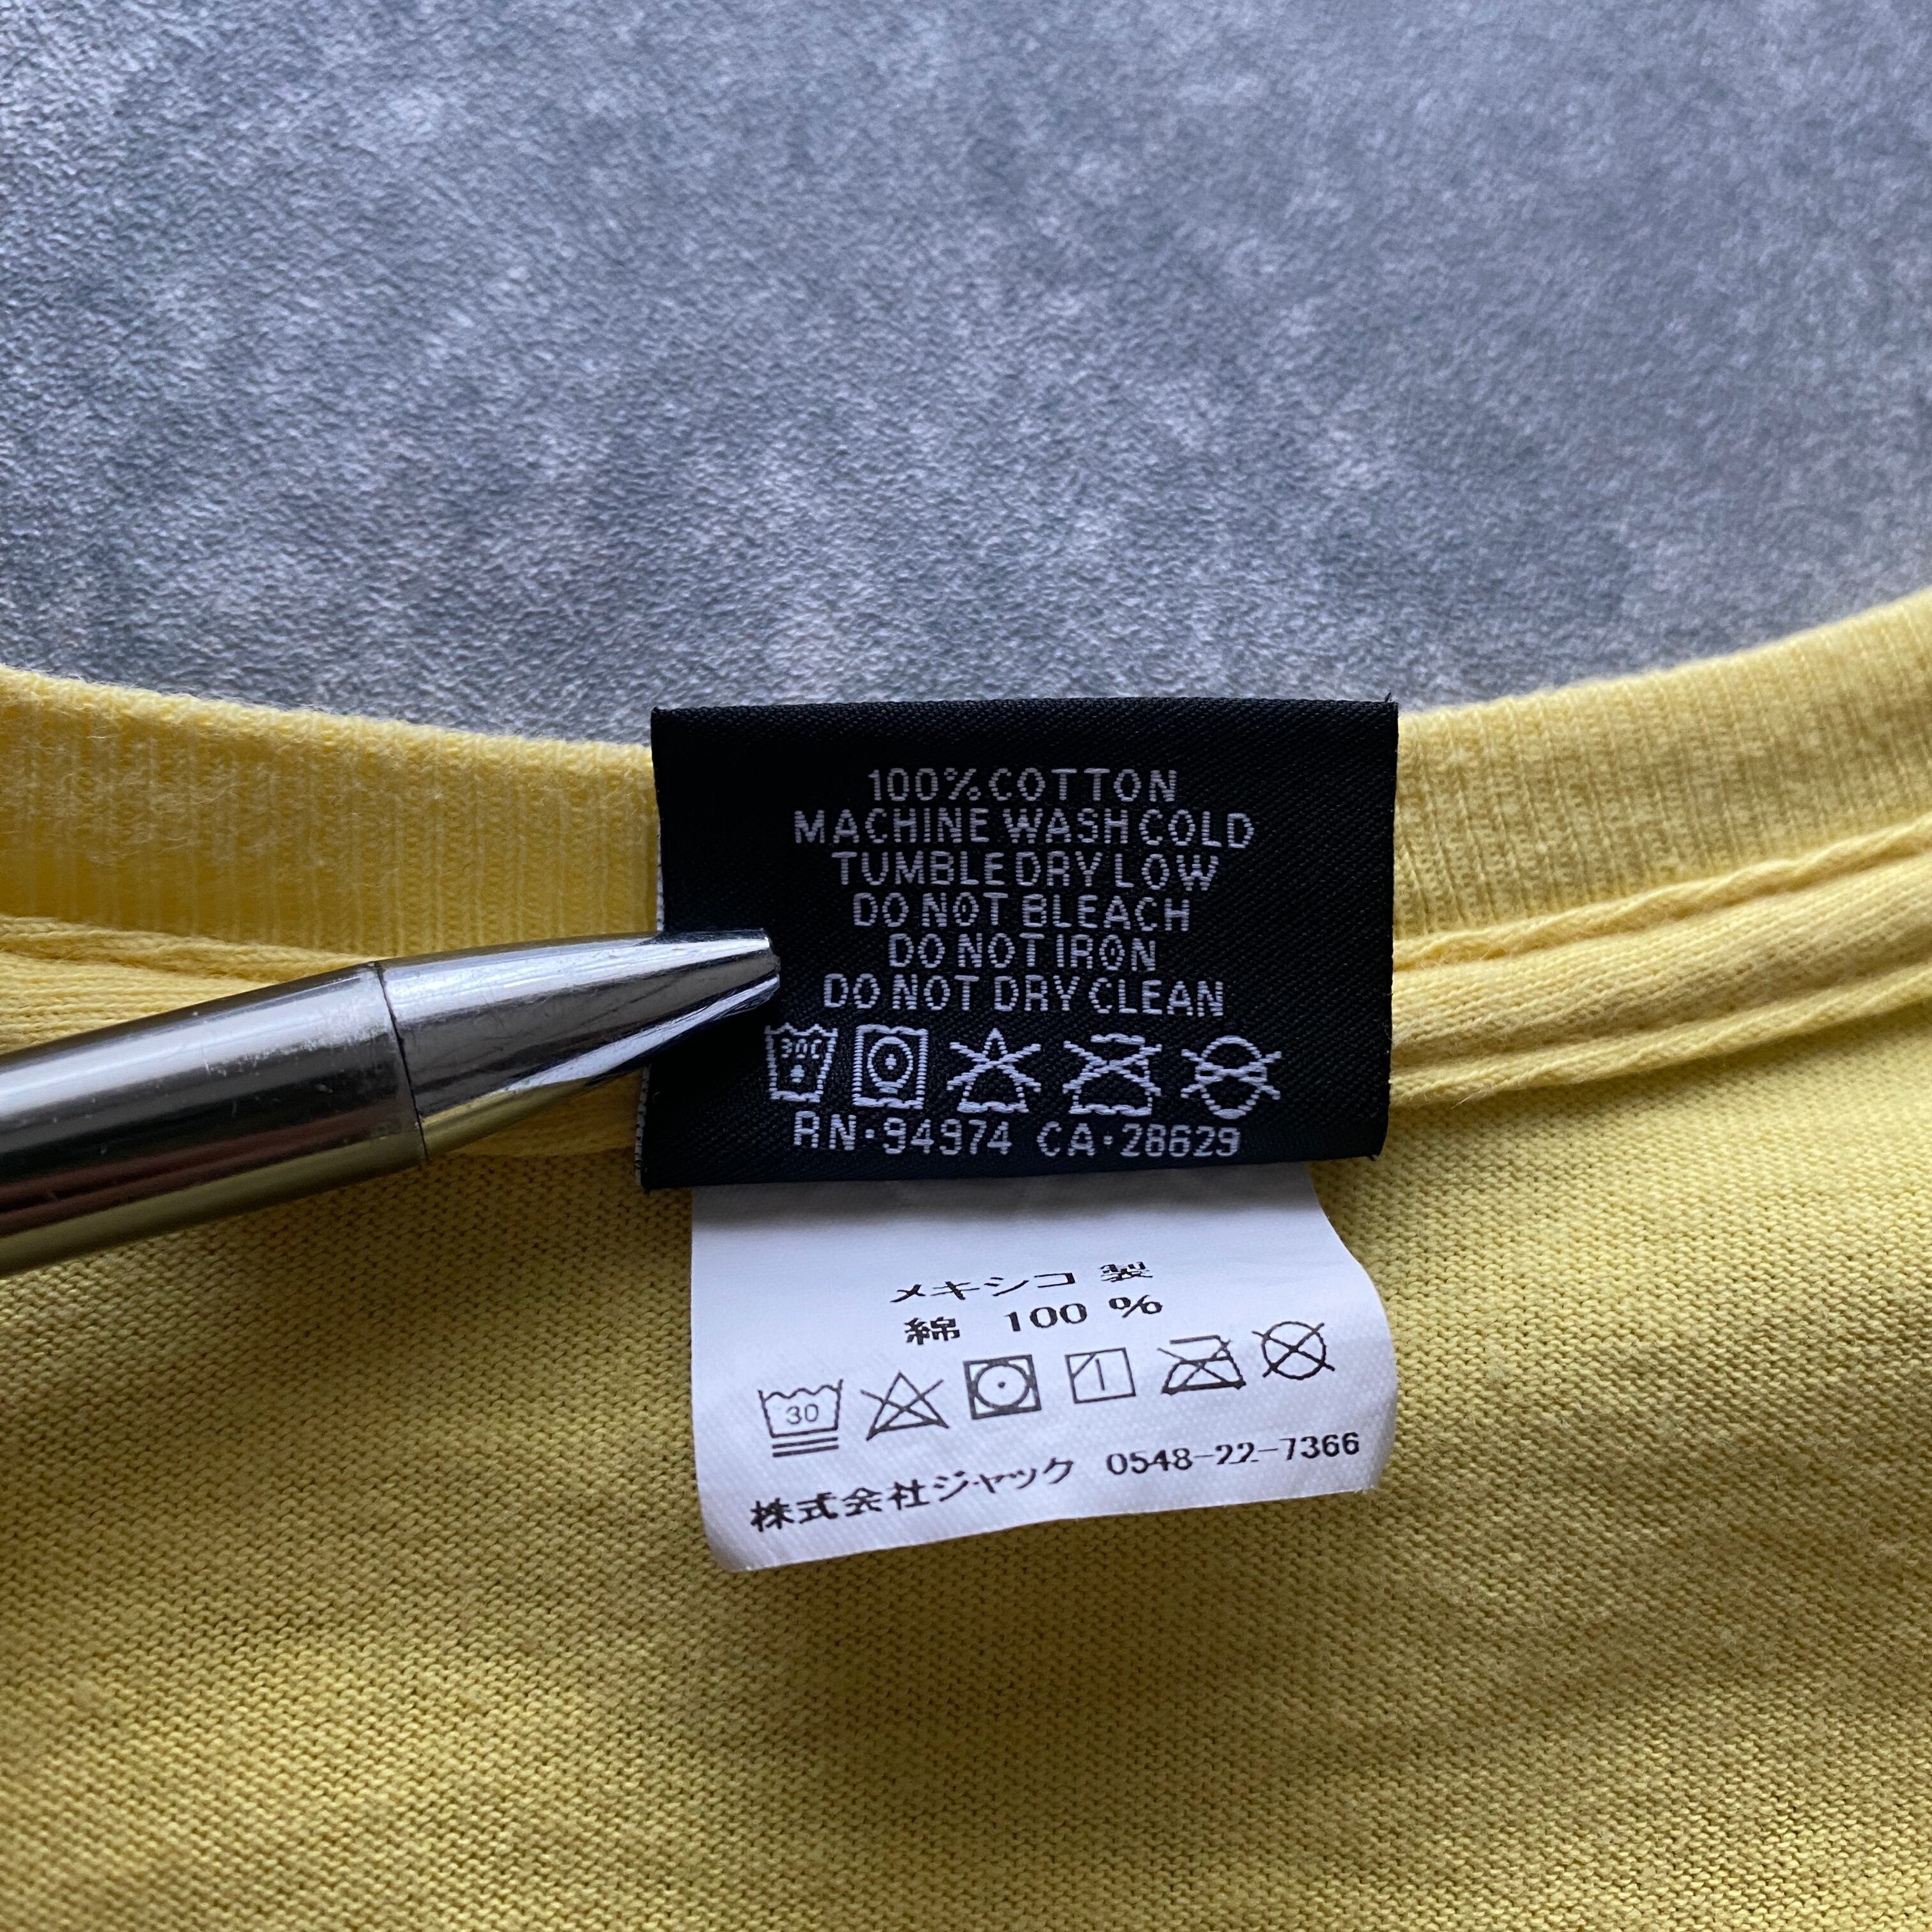 100% COTTON
MACHINE WASH COLD
TUMBLE DRY LOW
DO NOT BLEACH
DO NOT IRON
DO NOT DRY CLEAN
30C
RN·94974 CA·28629
メキシコ 製
綿 100 %
30
株式会社ジャック 0548-22-7366